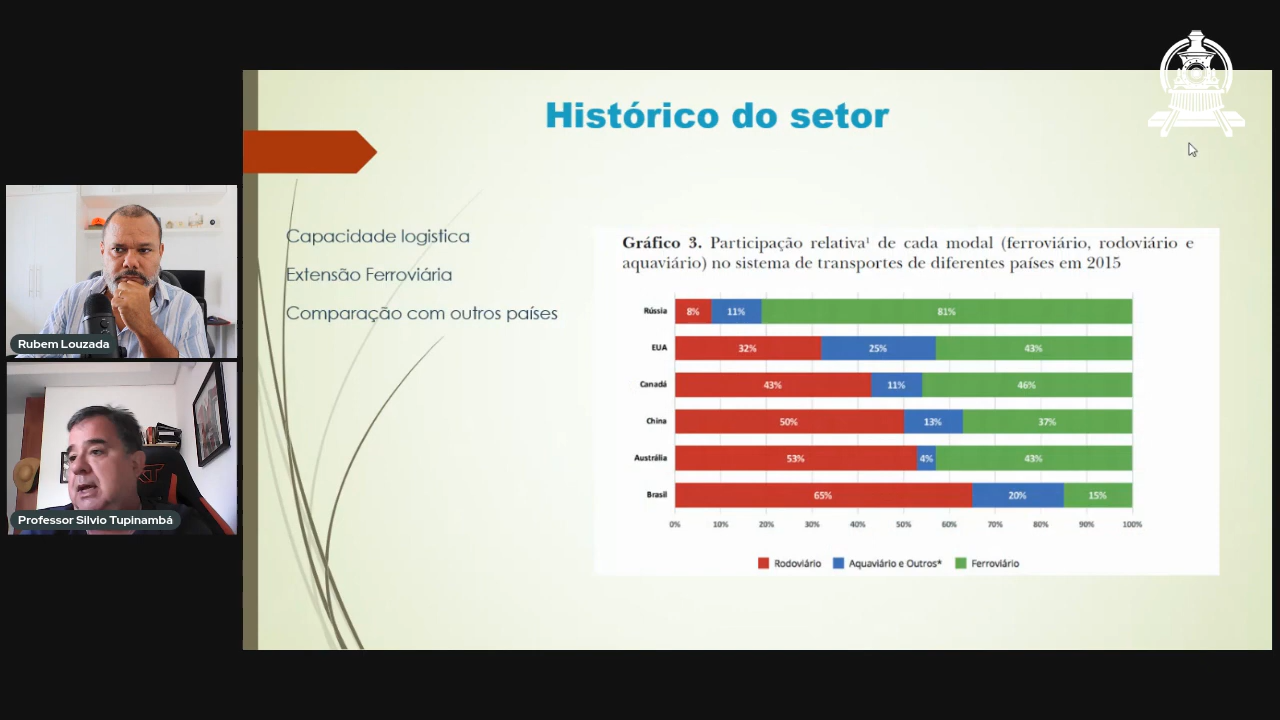 Histórico do setor
Capacidade logistica
Extensão Ferroviária
Comparação com outros países
Gráfico 3. Participação relativa¹ de cada modal (ferroviário, rodoviário e
aquaviário) no sistema de transportes de diferentes países em 2015
Rússia 8% 11% 81%
EUA 32% 25% 43%
Canadá 43% 11% 46%
China 50% 13% 37%
Austrália 53% 4% 43%
Brasil 65% 20% 15%
0% 10% 20% 30% 40% 50% 60% 70% 80% 90% 100%
Rodoviário Aquaviário e Outros* Ferroviário
Rubem Louzada
Professor Silvio Tupinambá